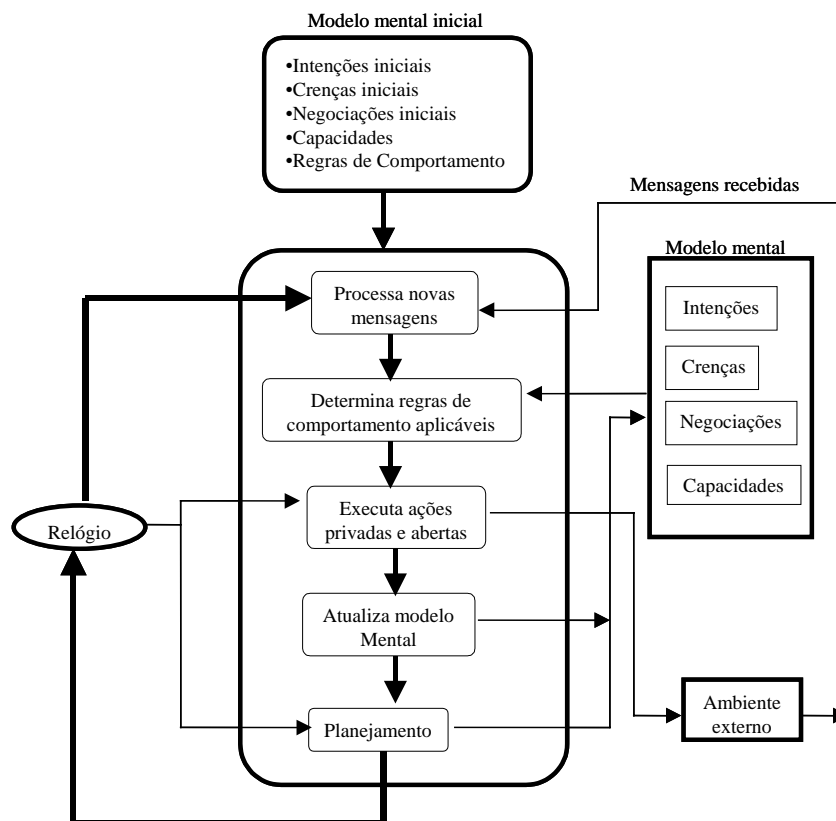 Modelo mental inicial
•Intenções iniciais
•Crenças iniciais
•Negociações iniciais
•Capacidades
•Regras de Comportamento
Mensagens recebidas
Modelo mental
Processa novas
mensagens
Intenções
Crenças
Determina regras de
comportamento aplicáveis
Negociações
Capacidades
Executa ações
privadas e abertas
Relógio
Atualiza modelo
Mental
Planejamento
Ambiente
externo